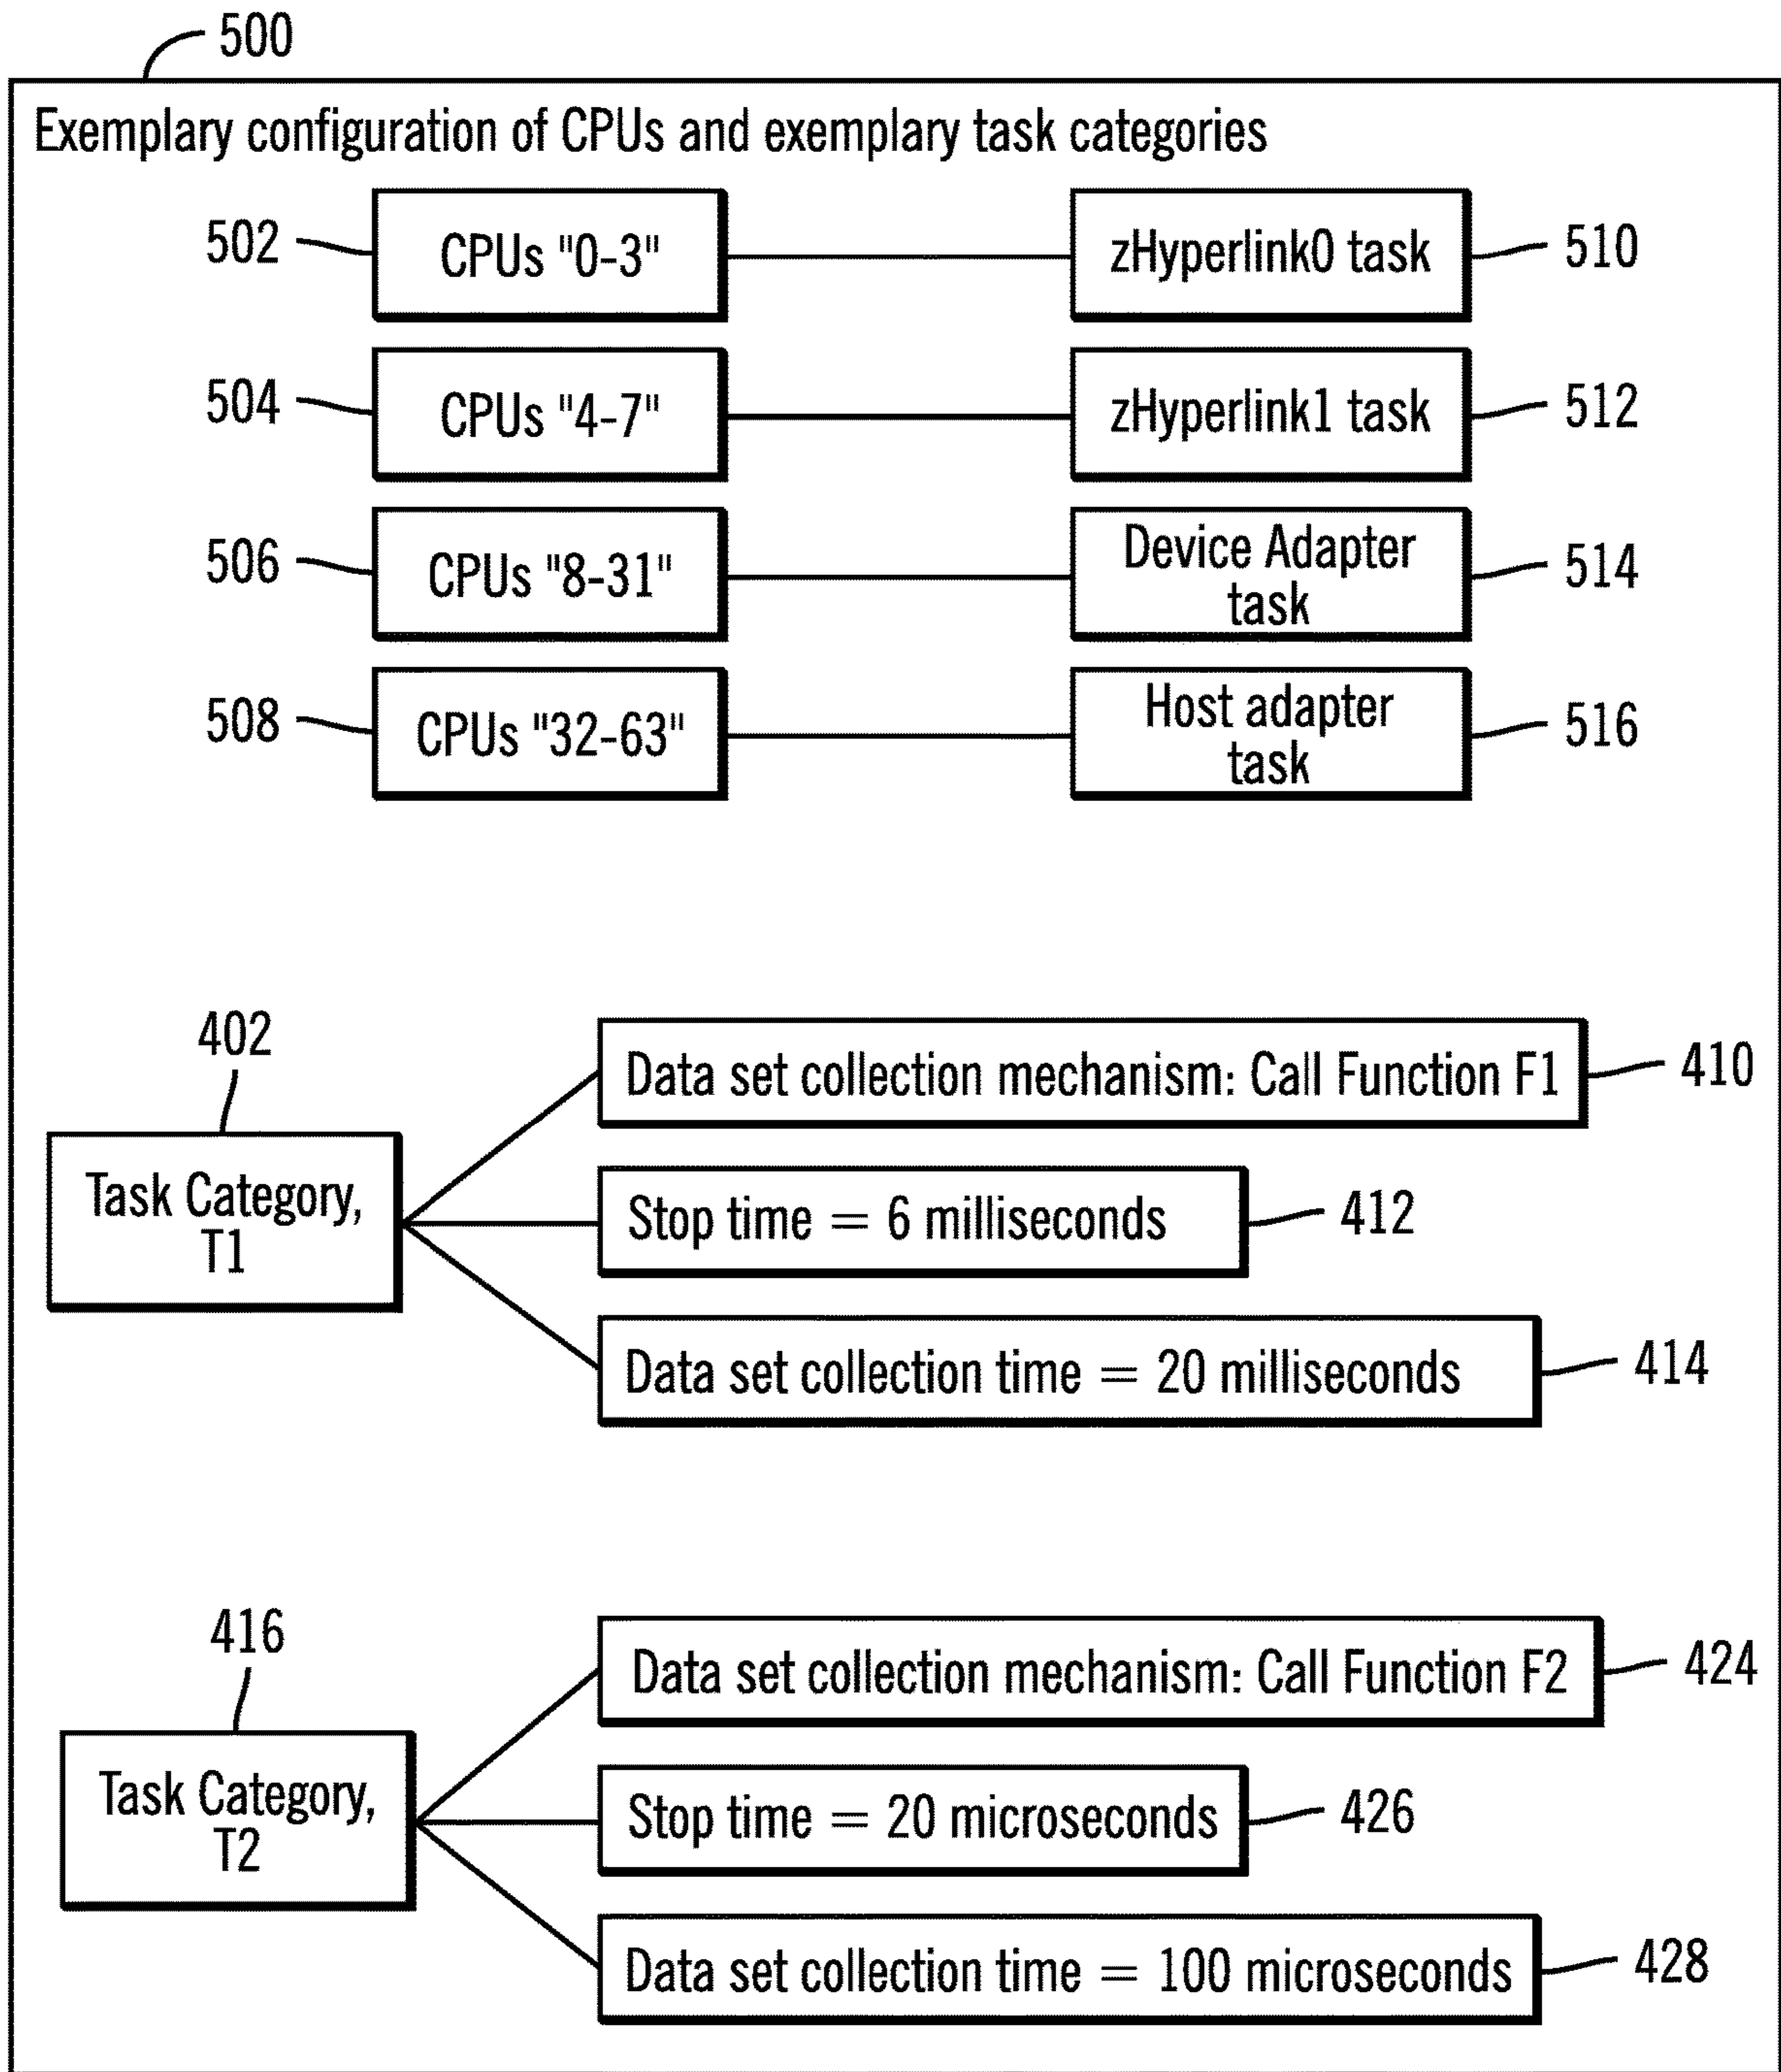 500
Exemplary configuration of CPUs and exemplary task categories
502 CPUs "0-3" zHyperlink0 task 510
504 CPUs "4-7" zHyperlink1 task 512
506 CPUs "8-31" Device Adapter task 514
508 CPUs "32-63" Host adapter task 516
402
Task Category,
T1
Data set collection mechanism: Call Function F1 410
Stop time = 6 milliseconds 412
Data set collection time = 20 milliseconds 414
416
Task Category,
T2
Data set collection mechanism: Call Function F2 424
Stop time = 20 microseconds 426
Data set collection time = 100 microseconds 428